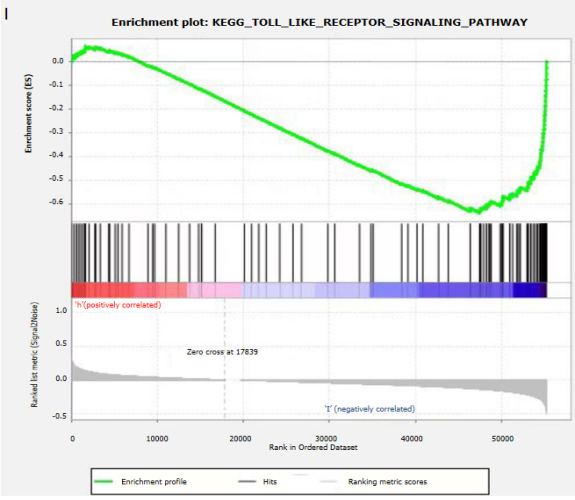 I
Enrichment plot: KEGG_TOLL_LIKE_RECEPTOR_SIGNALING_PATHWAY
Enrichment score (ES)
0.0
-0.1
-0.2
-0.3
-0.4
-0.5
-0.6
Ranked list metric (Signal2Noise)
1.0
0.5
0.0
-0.5
'h'(positively correlated)
Zero cross at 17839
'I' (negatively correlated)
0 10000 20000 30000 40000 50000
Rank in Ordered Dataset
Enrichment profile Hits Ranking metric scores